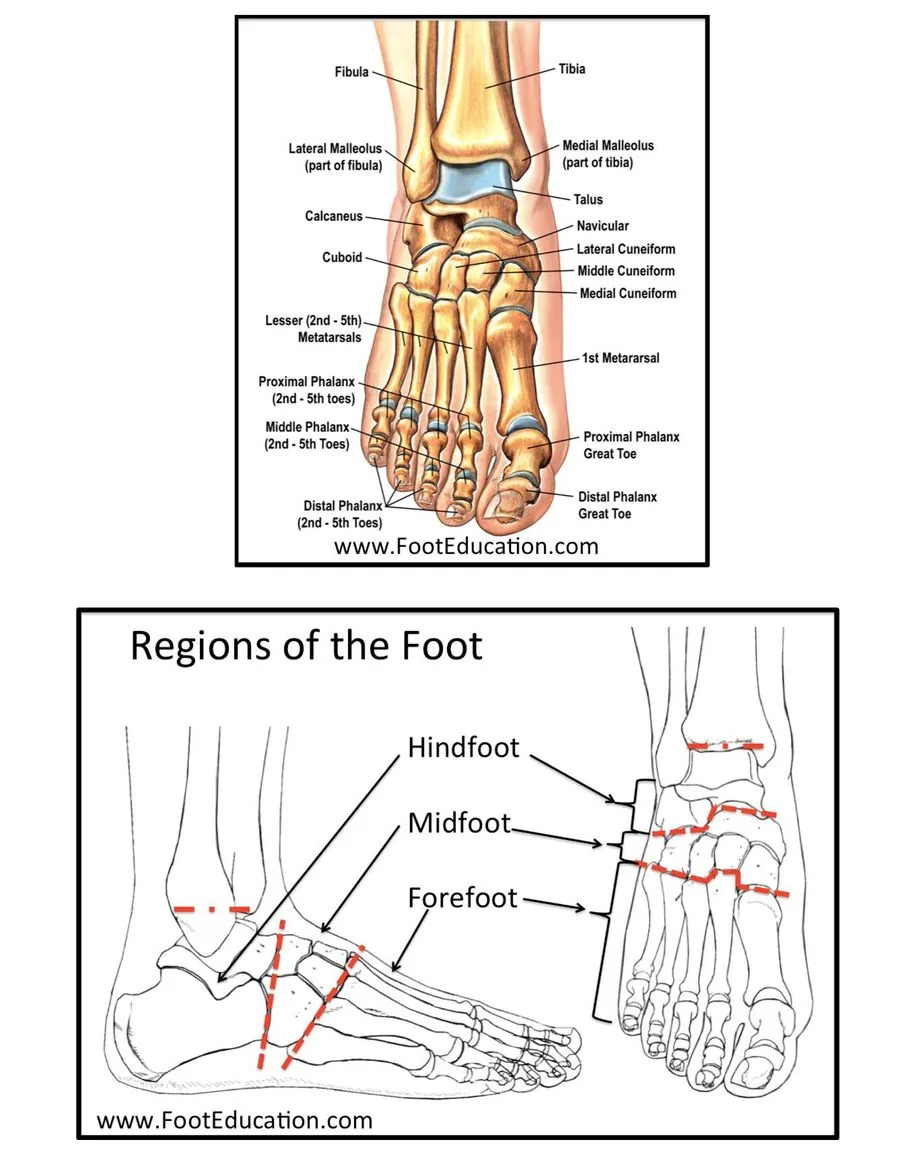 Fibula
Tibia
Lateral Malleolus
(part of fibula)
Medial Malleolus
(part of tibia)
Talus
Calcaneus
Navicular
Lateral Cuneiform
Cuboid
Middle Cuneiform
Medial Cuneiform
Lesser (2nd - 5th)
Metatarsals
1st Metararsal
Proximal Phalanx
(2nd - 5th toes)
Middle Phalanx
(2nd - 5th Toes)
Proximal Phalanx
Great Toe
Distal Phalanx
(2nd - 5th Toes)
Distal Phalanx
Great Toe
www.FootEducation.com
Regions of the Foot
Hindfoot
Midfoot
Forefoot
www.FootEducation.com